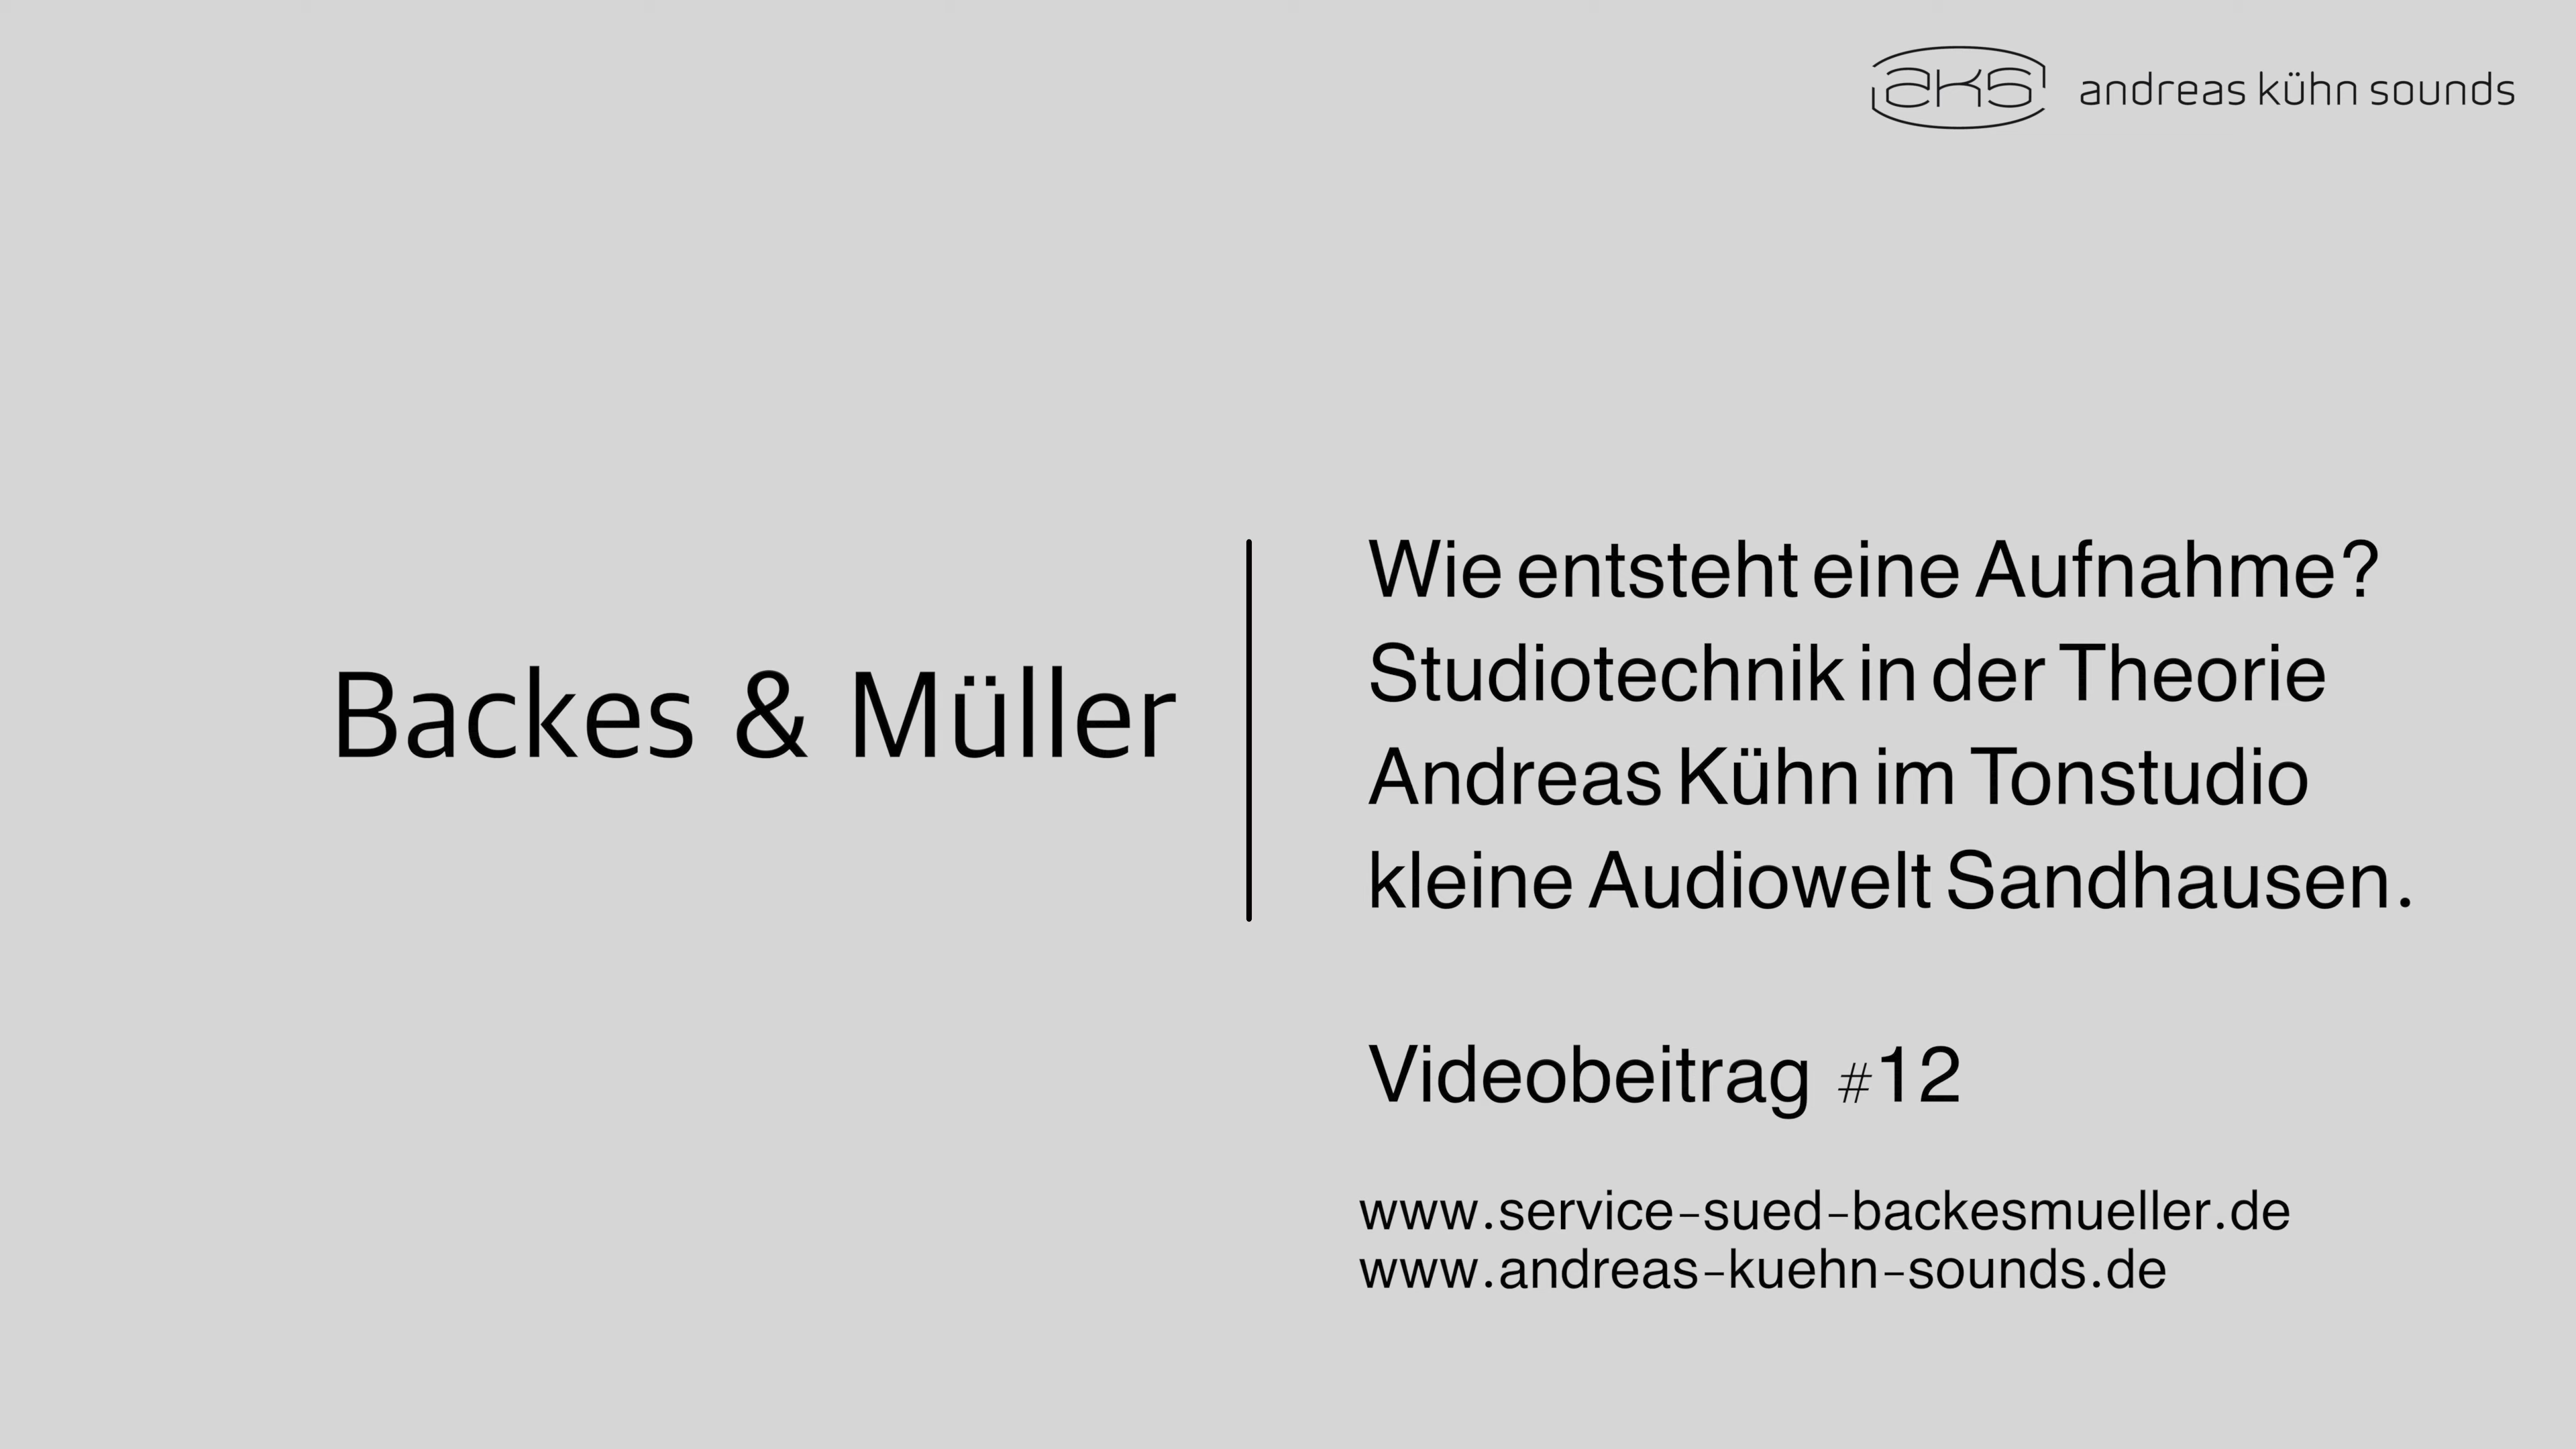 aks andreas kühn sounds
Backes & Müller
Wie entsteht eine Aufnahme?
Studiotechnik in der Theorie
Andreas Kühn im Tonstudio
kleine Audiowelt Sandhausen.
Videobeitrag #12
www.service-sued-backesmueller.de
www.andreas-kuehn-sounds.de